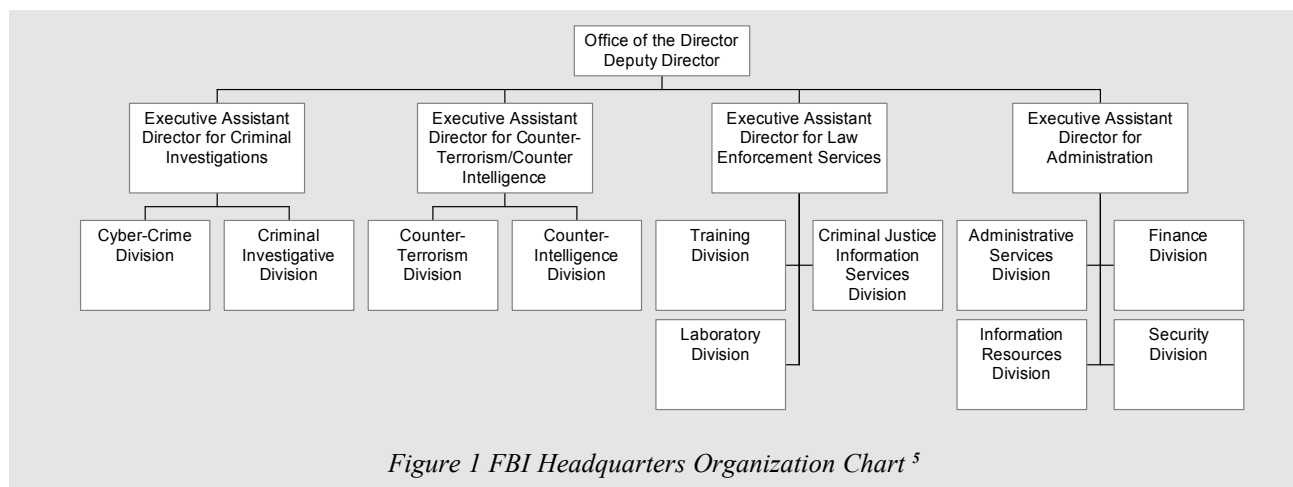 Office of the Director
Deputy Director
Executive Assistant
Director for Criminal
Investigations
Executive Assistant
Director for Counter-
Terrorism/Counter
Intelligence
Executive Assistant
Director for Law
Enforcement Services
Executive Assistant
Director for
Administration
Cyber-Crime
Division
Criminal
Investigative
Division
Counter-
Terrorism
Division
Counter-
Intelligence
Division
Training
Division
Criminal Justice
Information
Services
Division
Administrative
Services
Division
Finance
Division
Laboratory
Division
Information
Resources
Division
Security
Division
Figure 1 FBI Headquarters Organization Chart 5